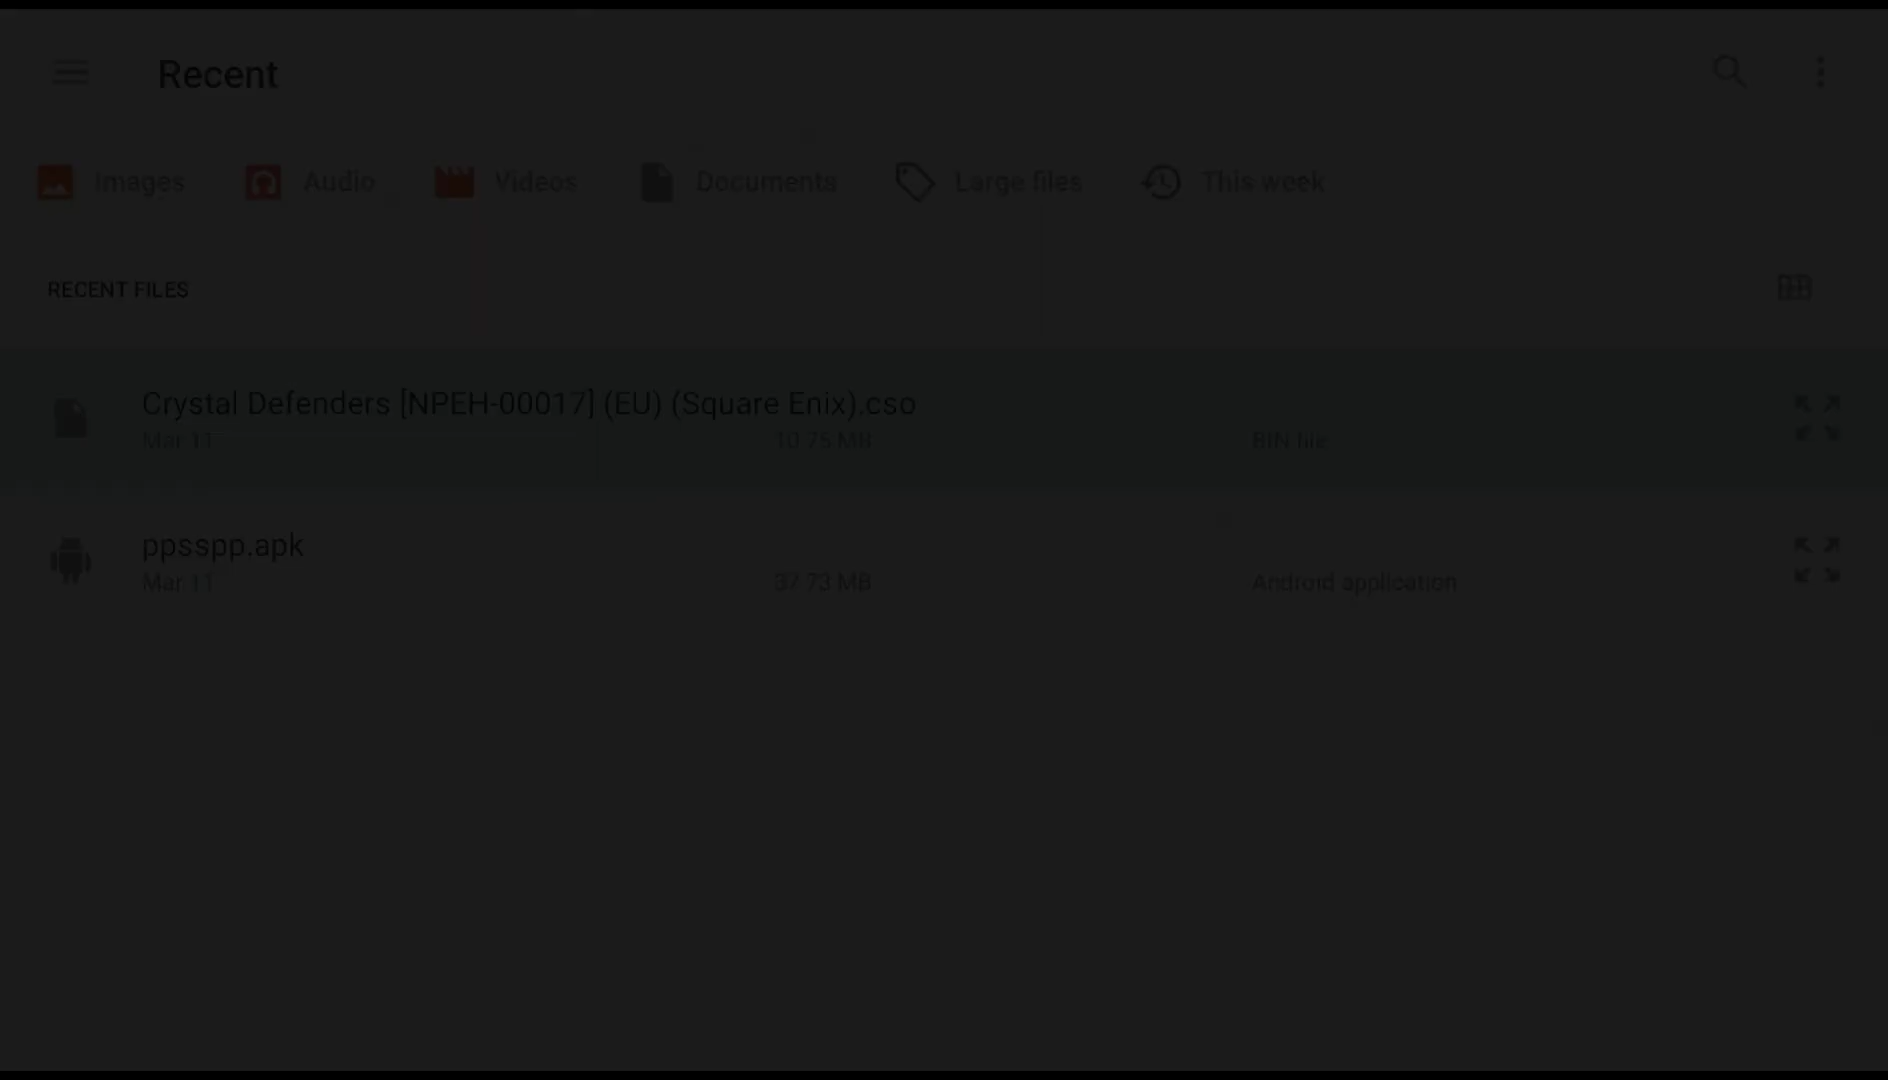 Recent
Images Audio Videos Documents Large files This week
RECENT FILES
Crystal Defenders [NPEH-00017] (EU) (Square Enix).cso
Mar 11 10.75 MB BIN file
ppsspp.apk
Mar 11 37.73 MB Android application